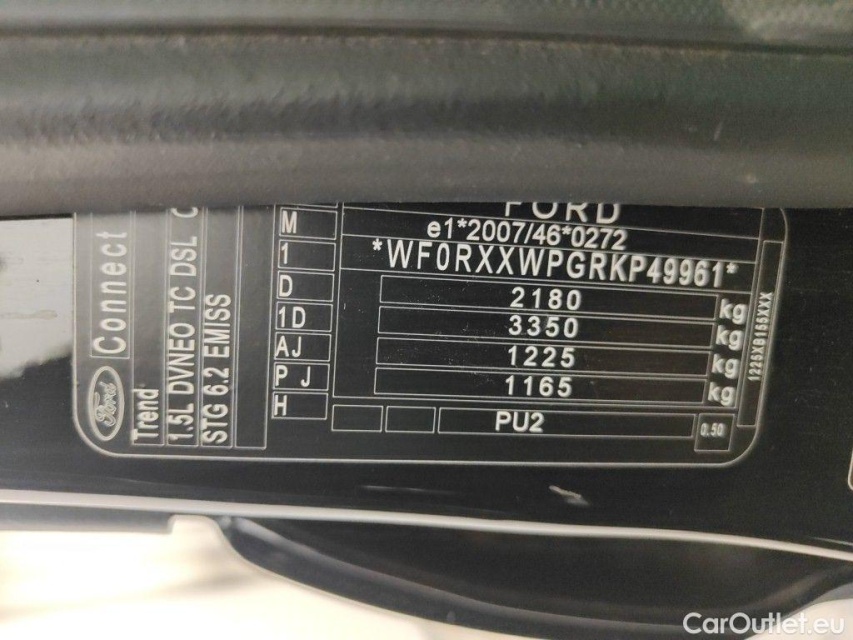 FORD
e1*2007/46*0272
*WF0RXXWPGRKP49961*
2180 kg
3350 kg
1225 kg
1165 kg
PU2
0.50
M
1
D
1D
AJ
P J
H
Ford Connect
Trend
1.5L DVNEO TC DSL
STG 6.2 EMISS
1225XB155XXX
CarOutlet.eu